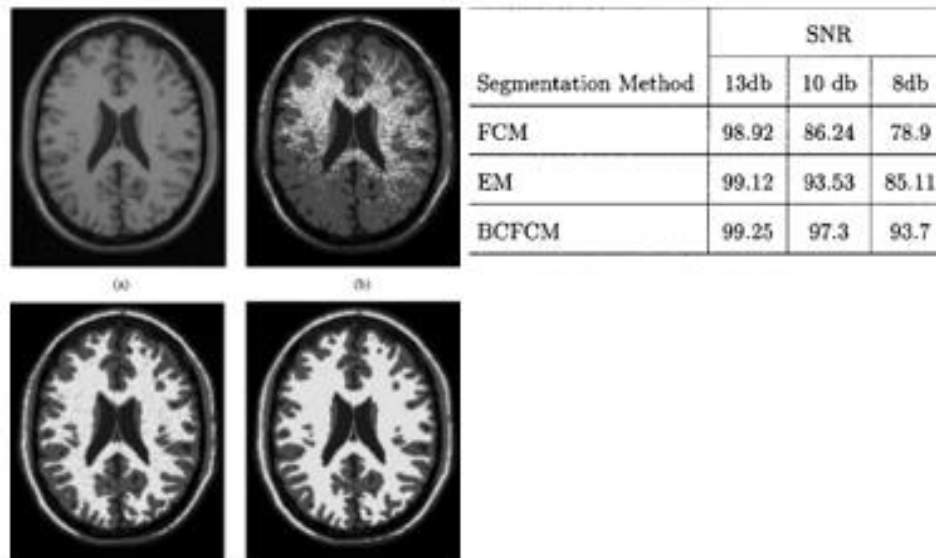 SNR
Segmentation Method 13db 10 db 8db
FCM 98.92 86.24 78.9
EM 99.12 93.53 85.11
BCFCM 99.25 97.3 93.7
(a) (b)